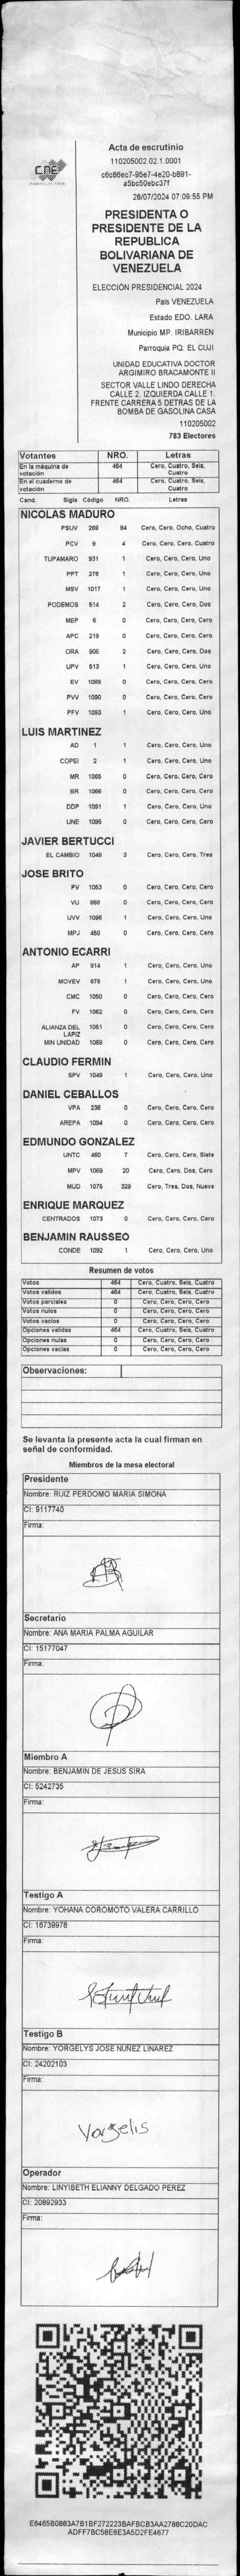 CNE
Acta de escrutinio
110205002.02.1.0001
28/07/2024 07:09:55 PM
PRESIDENTA O
PRESIDENTE DE LA
REPUBLICA
BOLIVARIANA DE
VENEZUELA
ELECCIÓN PRESIDENCIAL 2024
País VENEZUELA
Estado EDO. LARA
Municipio MP. IRIBARREN
Parroquia PQ. EL CUJI
UNIDAD EDUCATIVA DOCTOR
ARGIMIRO BRACAMONTE II
SECTOR VALLE LINDO DERECHA
CALLE 2. IZQUIERDA CALLE 1.
FRENTE CARRERA 5 DETRAS DE LA
BOMBA DE GASOLINA CASA
110205002
783 Electores
Votantes NRO. Letras
En la máquina de votación 464 Cero, Cuatro, Seis, Cuatro
En el cuaderno de votación 464 Cero, Cuatro, Seis, Cuatro
Cand. Sigla Código NRO. Letras
NICOLAS MADURO
PSUV 269 84 Cero, Cero, Ocho, Cuatro
PCV 9 4 Cero, Cero, Cero, Cuatro
TUPAMARO 931 1 Cero, Cero, Cero, Uno
PPT 276 1 Cero, Cero, Cero, Uno
MSV 1017 1 Cero, Cero, Cero, Uno
PODEMOS 514 2 Cero, Cero, Cero, Dos
MEP 6 0 Cero, Cero, Cero, Cero
APC 219 0 Cero, Cero, Cero, Cero
ORA 906 2 Cero, Cero, Cero, Dos
UPV 513 1 Cero, Cero, Cero, Uno
EV 1089 0 Cero, Cero, Cero, Cero
PVV 1090 0 Cero, Cero, Cero, Cero
PFV 1093 1 Cero, Cero, Cero, Uno
LUIS MARTINEZ
AD 1 1 Cero, Cero, Cero, Uno
COPEI 2 1 Cero, Cero, Cero, Uno
MR 1065 0 Cero, Cero, Cero, Cero
BR 1066 0 Cero, Cero, Cero, Cero
DDP 1091 1 Cero, Cero, Cero, Uno
UNE 1095 0 Cero, Cero, Cero, Cero
JAVIER BERTUCCI
EL CAMBIO 1048 3 Cero, Cero, Cero, Tres
JOSE BRITO
PV 1053 0 Cero, Cero, Cero, Cero
VU 868 0 Cero, Cero, Cero, Cero
UVV 1096 1 Cero, Cero, Cero, Uno
MPJ 458 0 Cero, Cero, Cero, Cero
ANTONIO ECARRI
AP 814 1 Cero, Cero, Cero, Uno
MOVEV 978 1 Cero, Cero, Cero, Uno
CMC 1050 0 Cero, Cero, Cero, Cero
FV 1062 0 Cero, Cero, Cero, Cero
ALIANZA DEL LAPIZ 1051 0 Cero, Cero, Cero, Cero
MIN UNIDAD 1068 0 Cero, Cero, Cero, Cero
CLAUDIO FERMIN
SPV 1049 1 Cero, Cero, Cero, Uno
DANIEL CEBALLOS
VPA 236 0 Cero, Cero, Cero, Cero
AREPA 1094 0 Cero, Cero, Cero, Cero
EDMUNDO GONZALEZ
UNTC 460 7 Cero, Cero, Cero, Siete
MPV 1069 20 Cero, Cero, Dos, Cero
MUD 1075 329 Cero, Tres, Dos, Nueve
ENRIQUE MARQUEZ
CENTRADOS 1073 0 Cero, Cero, Cero, Cero
BENJAMIN RAUSSEO
CONDE 1092 1 Cero, Cero, Cero, Uno
Resumen de votos
Votos 464 Cero, Cuatro, Seis, Cuatro
Votos validos 464 Cero, Cuatro, Seis, Cuatro
Votos parciales 0 Cero, Cero, Cero, Cero
Votos nulos 0 Cero, Cero, Cero, Cero
Votos vacios 0 Cero, Cero, Cero, Cero
Opciones validas 464 Cero, Cuatro, Seis, Cuatro
Opciones nulas 0 Cero, Cero, Cero, Cero
Opciones vacias 0 Cero, Cero, Cero, Cero
Observaciones:
Se levanta la presente acta la cual firman en
señal de conformidad.
Miembros de la mesa electoral
Presidente
Nombre: RUIZ PERDOMO MARIA SIMONA
CI: 9117740
Firma:
Secretario
Nombre: ANA MARIA PALMA AGUILAR
CI: 15177047
Firma:
Miembro A
Nombre: BENJAMIN DE JESUS SIRA
CI: 5242735
Firma:
Testigo A
Nombre: YOHANA COROMOTO VALERA CARRILLO
CI: 16739978
Firma:
Testigo B
Nombre: YORGELYS JOSE NUÑEZ LINAREZ
CI: 24202103
Firma:
Yorgelis
Operador
Nombre: LINYIBETH ELIANNY DELGADO PEREZ
CI: 20892933
Firma: